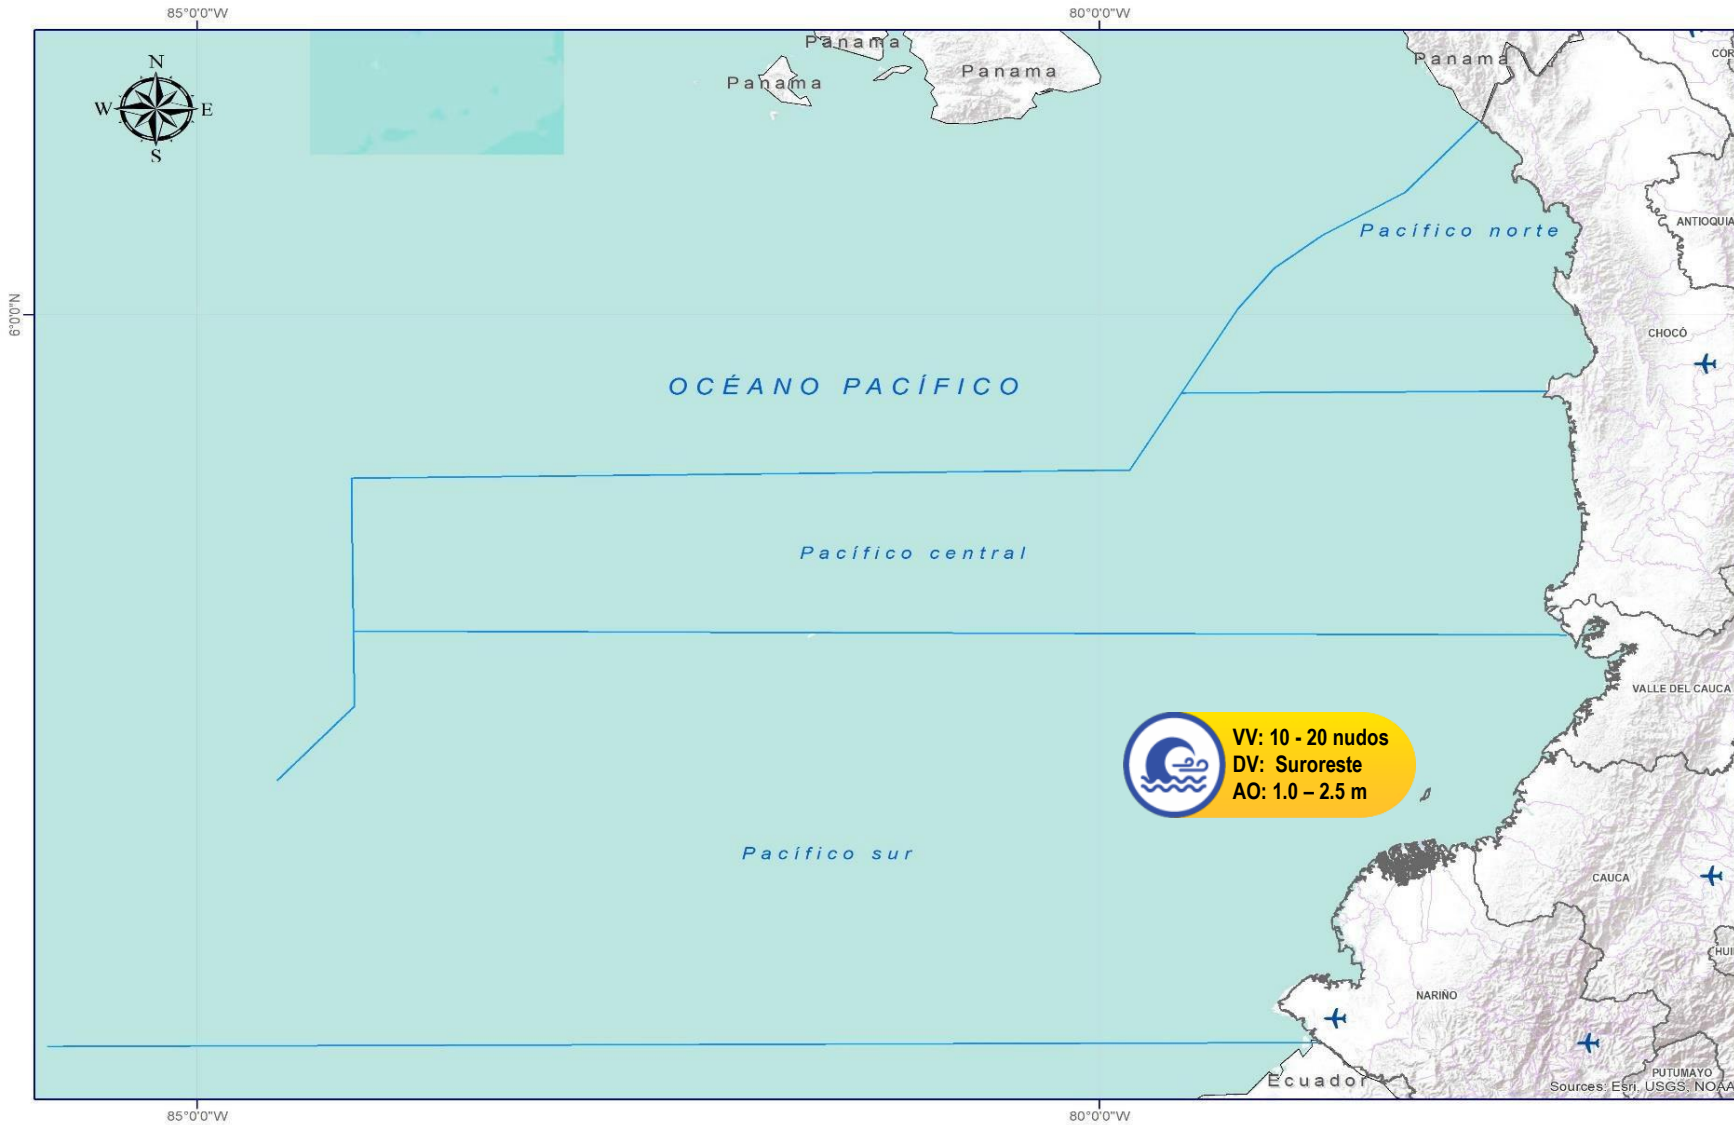 85°0'0"W
80°0'0"W
Panama
Panama
Panama
Panama
COR
N
W
E
S
ANTIOQUIA
Pacífico norte
6°0'0"N
CHOCÓ
OCÉANO PACÍFICO
Pacífico central
VALLE DEL CAUCA
VV: 10 - 20 nudos
DV: Suroreste
AO: 1.0 – 2.5 m
Pacífico sur
CAUCA
HUI
NARIÑO
PUTUMAYO
Ecuador
Sources: Esri, USGS, NOAA
85°0'0"W
80°0'0"W